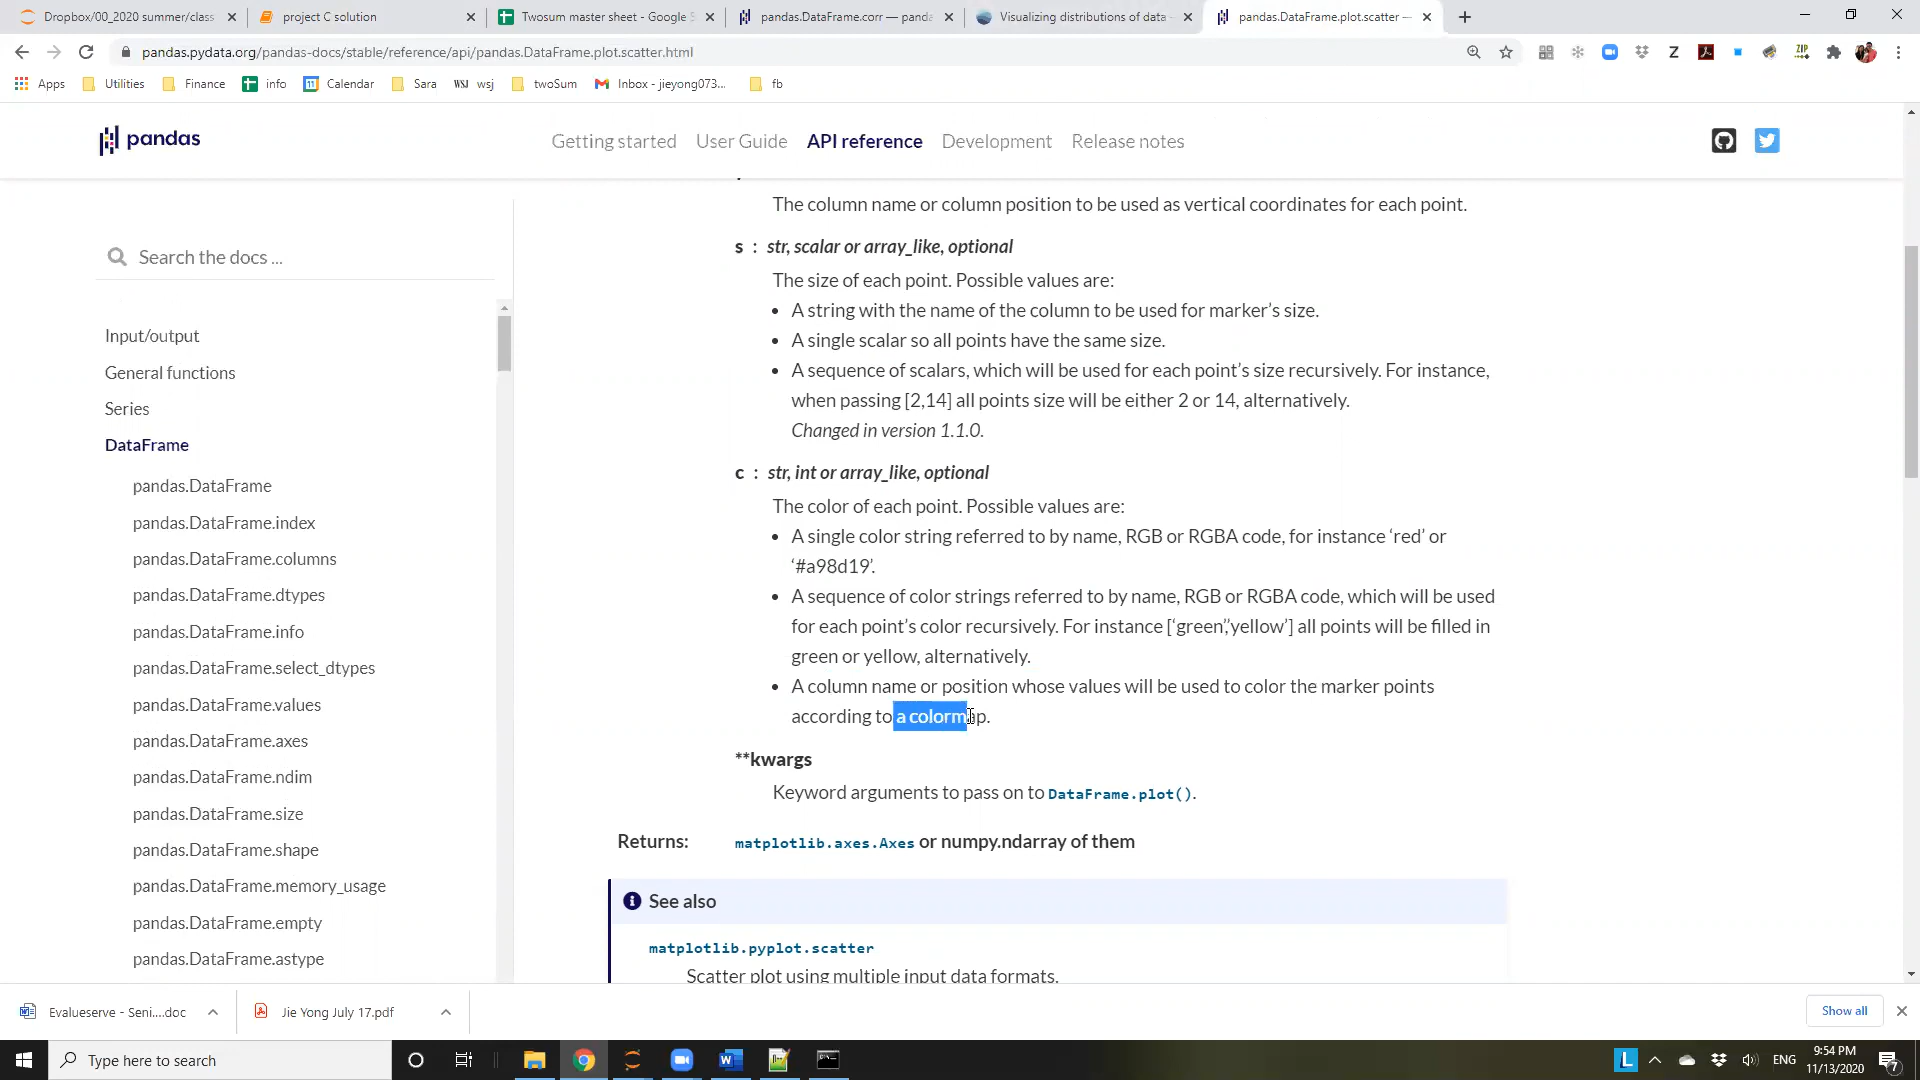 Dropbox/00_2020 summer/class
project C solution
Twosum master sheet - Google S
pandas.DataFrame.corr — panda
Visualizing distributions of data
pandas.DataFrame.plot.scatter —
pandas.pydata.org/pandas-docs/stable/reference/api/pandas.DataFrame.plot.scatter.html
Apps
Utilities
Finance
info
Calendar
Sara
WSJ wsj
twoSum
Inbox - jieyong073...
fb
pandas
Getting started
User Guide
API reference
Development
Release notes
Search the docs ...
Input/output
General functions
Series
DataFrame
pandas.DataFrame
pandas.DataFrame.index
pandas.DataFrame.columns
pandas.DataFrame.dtypes
pandas.DataFrame.info
pandas.DataFrame.select_dtypes
pandas.DataFrame.values
pandas.DataFrame.axes
pandas.DataFrame.ndim
pandas.DataFrame.size
pandas.DataFrame.shape
pandas.DataFrame.memory_usage
pandas.DataFrame.empty
pandas.DataFrame.astype
The column name or column position to be used as vertical coordinates for each point.
s : str, scalar or array_like, optional
The size of each point. Possible values are:
• A string with the name of the column to be used for marker’s size.
• A single scalar so all points have the same size.
• A sequence of scalars, which will be used for each point’s size recursively. For instance,
when passing [2,14] all points size will be either 2 or 14, alternatively.
Changed in version 1.1.0.
c : str, int or array_like, optional
The color of each point. Possible values are:
• A single color string referred to by name, RGB or RGBA code, for instance ‘red’ or
‘#a98d19’.
• A sequence of color strings referred to by name, RGB or RGBA code, which will be used
for each point’s color recursively. For instance [‘green’,’yellow’] all points will be filled in
green or yellow, alternatively.
• A column name or position whose values will be used to color the marker points
according to a colormap.
**kwargs
Keyword arguments to pass on to DataFrame.plot().
Returns: matplotlib.axes.Axes or numpy.ndarray of them
See also
matplotlib.pyplot.scatter
Scatter plot using multiple input data formats.
Evalueserve - Seni....doc
Jie Yong July 17.pdf
Show all
Type here to search
ENG
9:54 PM
11/13/2020